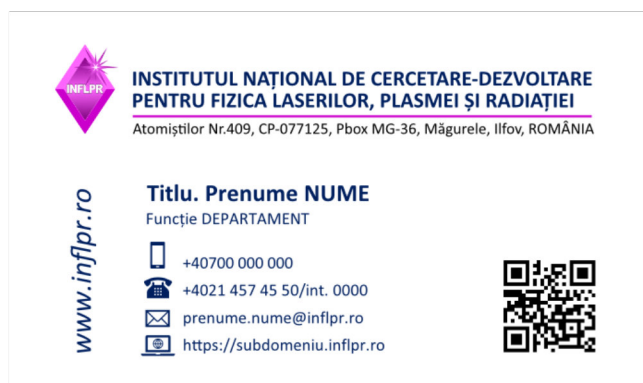 INFLPR
INSTITUTUL NAȚIONAL DE CERCETARE-DEZVOLTARE
PENTRU FIZICA LASERILOR, PLASMEI ȘI RADIAȚIEI
Atomiștilor Nr.409, CP-077125, Pbox MG-36, Măgurele, Ilfov, ROMÂNIA
www.inflpr.ro
Titlu. Prenume NUME
Funcție DEPARTAMENT
+40700 000 000
+4021 457 45 50/int. 0000
prenume.nume@inflpr.ro
https://subdomeniu.inflpr.ro